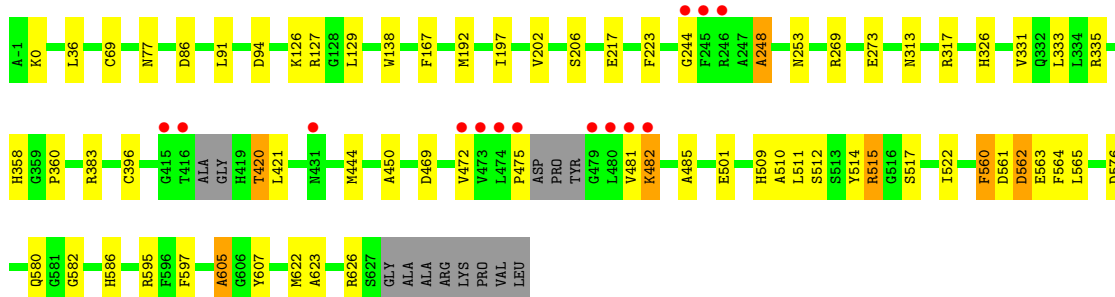 A-1 K0 L36 C69 N77 D86 L91 D94 K126 R127 G128 L129 W138 F167 M192 I197 V202 S206 E217 F223 G244 F245 R246 A247 A248 N253 R269 E273 N313 R317 H326 V331 Q332 L333 L334 R335
H358 G359 P360 R383 C396 G415 T416 ALA GLY H419 T420 L421 N431 M444 A450 D469 V472 V473 L474 P475 ASP PRO TYR G479 L480 V481 K482 A485 E501 H509 A510 L511 S512 S513 Y514 R515 G516 S517 I522 F560 D561 D562 E563 F564 L565 D576
Q580 G581 G582 H586 R595 F596 F597 A605 G606 Y607 M622 A623 R626 S627 GLY ALA ALA ARG LYS PRO VAL LEU